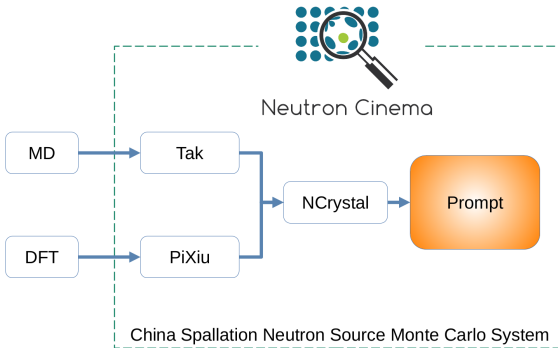 Neutron Cinema
MD
Tak
NCrystal
Prompt
DFT
PiXiu
China Spallation Neutron Source Monte Carlo System